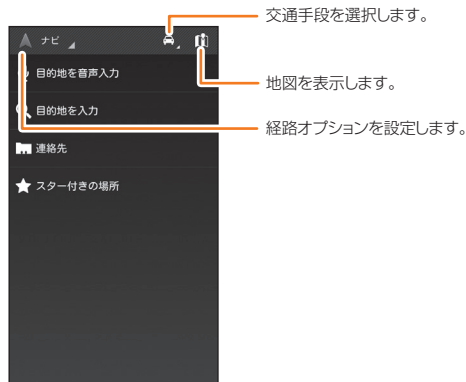 交通手段を選択します。
ナビ
地図を表示します。
目的地を音声入力
目的地を入力
経路オプションを設定します。
連絡先
スター付きの場所